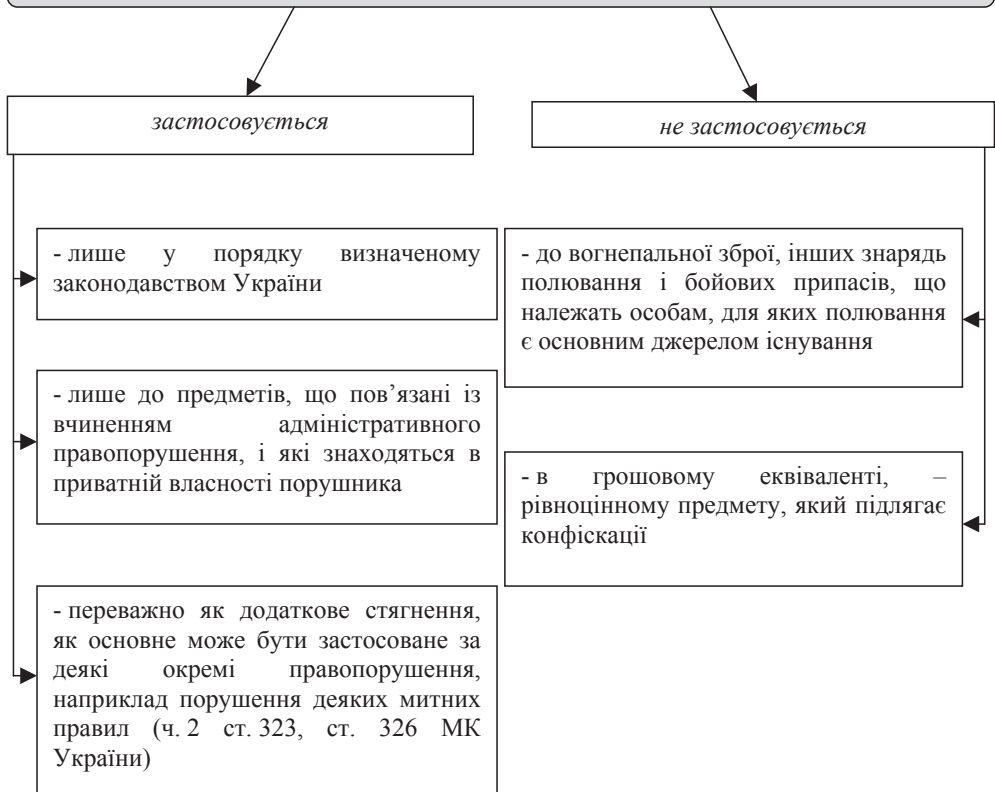 застосовується
не застосовується
- лише у порядку визначеному
законодавством України
- лише до предметів, що пов’язані із
вчиненням адміністративного
правопорушення, і які знаходяться в
приватній власності порушника
- переважно як додаткове стягнення,
як основне може бути застосоване за
деякі окремі правопорушення,
наприклад порушення деяких митних
правил (ч. 2 ст. 323, ст. 326 МК
України)
- до вогнепальної зброї, інших знарядь
полювання і бойових припасів, що
належать особам, для яких полювання
є основним джерелом існування
- в грошовому еквіваленті, –
рівноцінному предмету, який підлягає
конфіскації